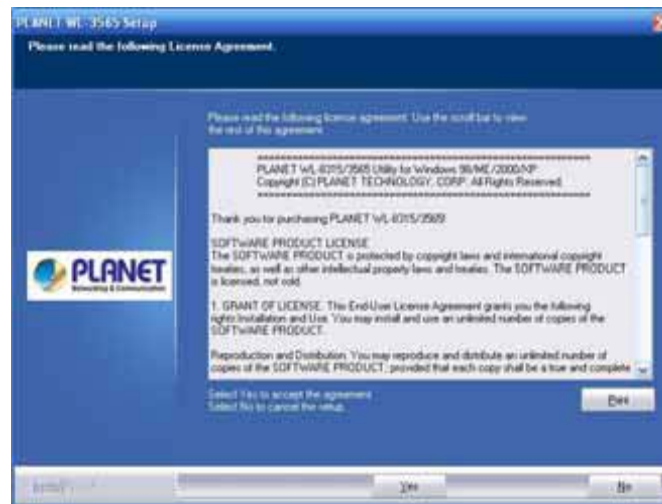 PLANET WL-3565 Setup
Please read the following License Agreement.
Please read the following license agreement. Use the scroll bar to view
the rest of this agreement.
PLANET WL-8315/3565 Utility for Windows 98/ME/2000/XP
Copyright (C) PLANET TECHNOLOGY, CORP. All Rights Reserved.
Thank you for purchasing PLANET WL-8315/3565!
SOFTWARE PRODUCT LICENSE
The SOFTWARE PRODUCT is protected by copyright laws and international copyright
treaties, as well as other intellectual property laws and treaties. The SOFTWARE PRODUCT
is licensed, not sold.
1. GRANT OF LICENSE. This End-User License Agreement grants you the following
rights:Installation and Use. You may install and use an unlimited number of copies of the
SOFTWARE PRODUCT.
Reproduction and Distribution. You may reproduce and distribute an unlimited number of
copies of the SOFTWARE PRODUCT; provided that each copy shall be a true and complete
PLANET
Networking & Communication
Select Yes to accept the agreement.
Select No to cancel the setup.
Print
Yes
No